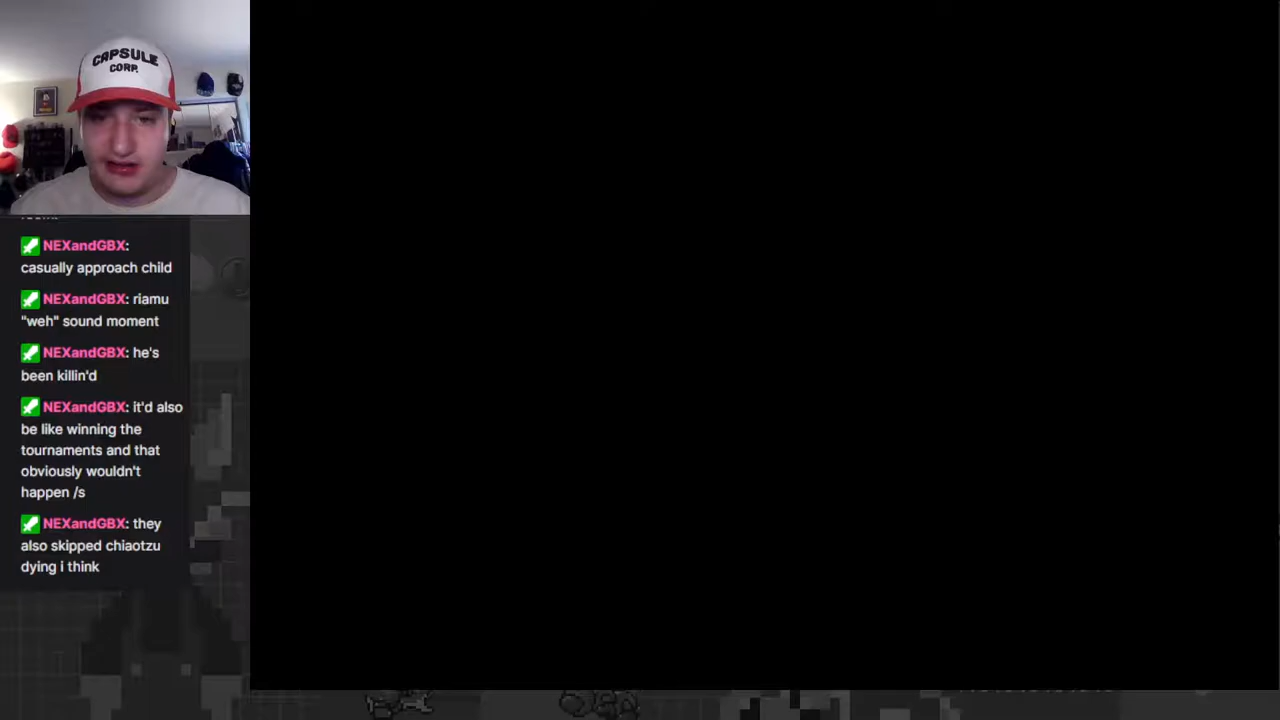 CAPSULE
CORP.
NEXandGBX:
casually approach child
NEXandGBX: riamu
"weh" sound moment
NEXandGBX: he's
been killin'd
NEXandGBX: it'd also
be like winning the
tournaments and that
obviously wouldn't
happen /s
NEXandGBX: they
also skipped chiaotzu
dying i think